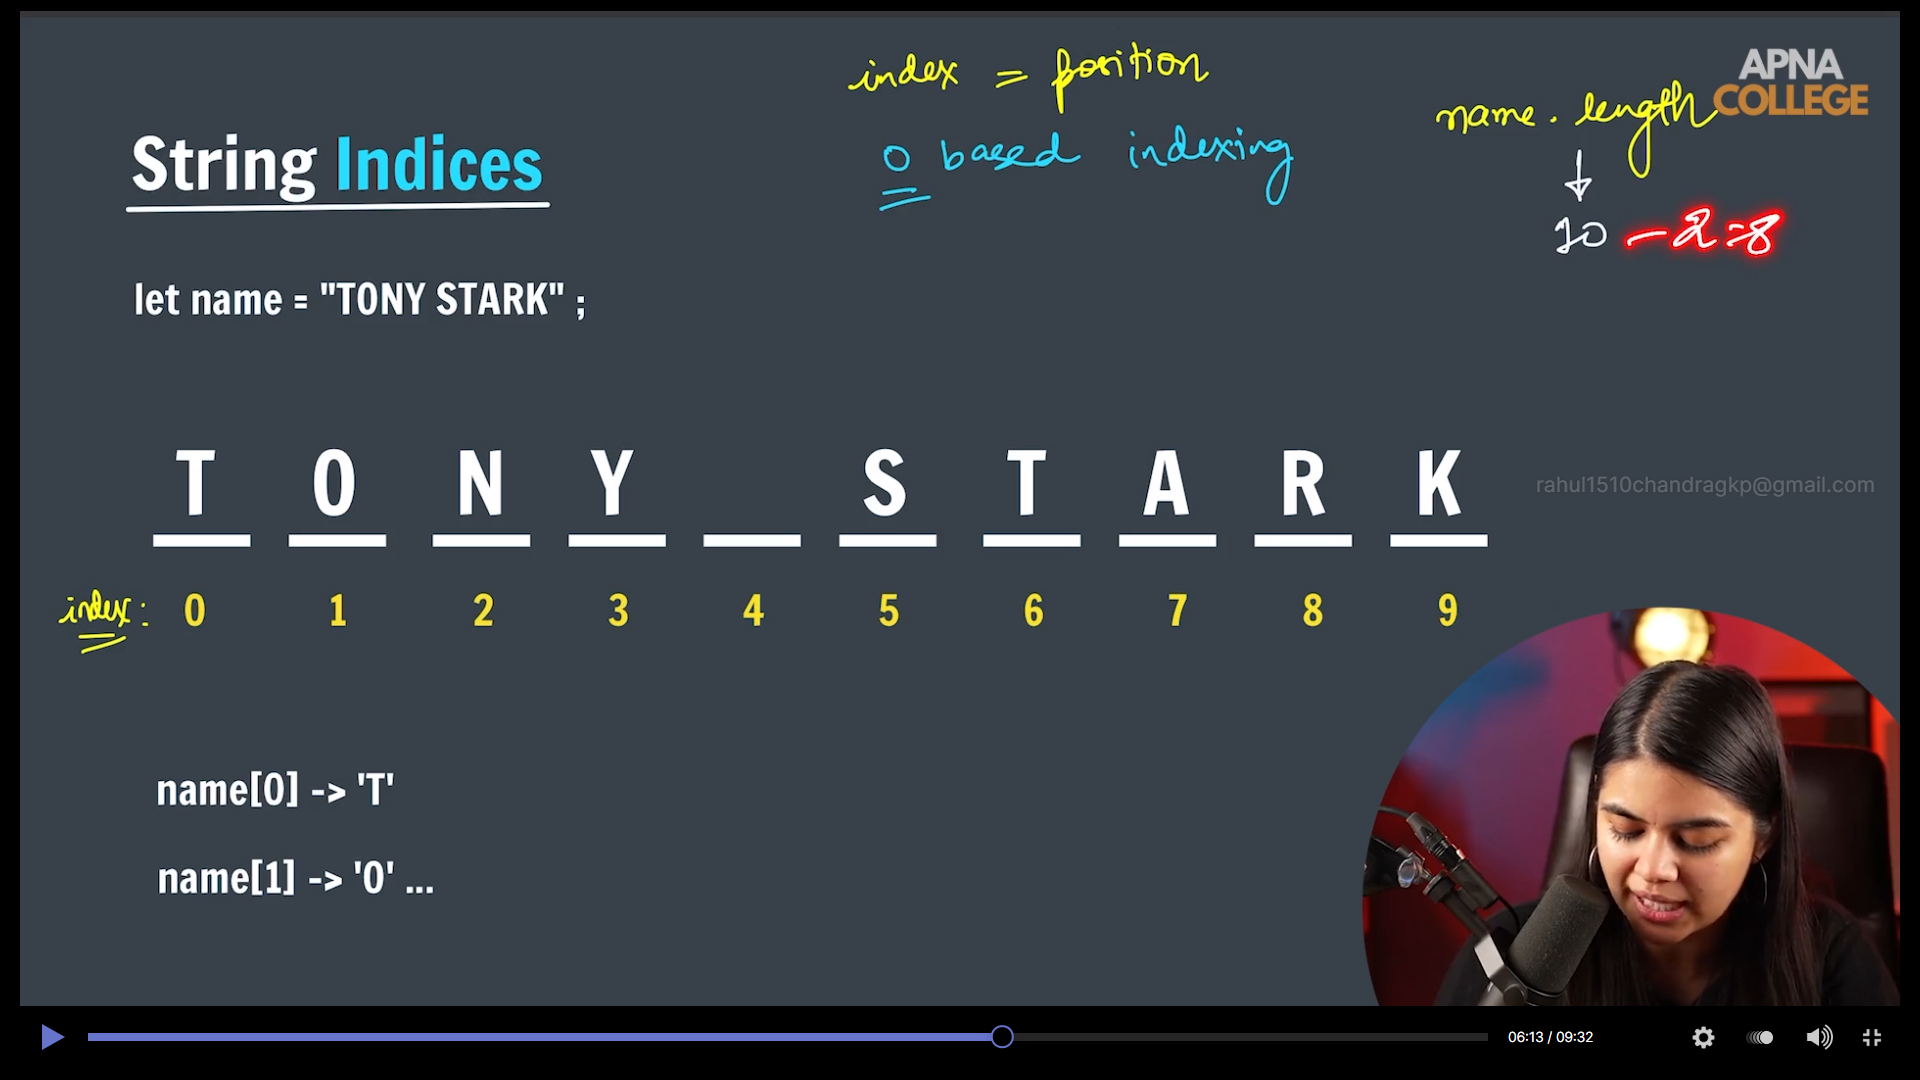 index = position
APNA
COLLEGE
name.length
String Indices
0 based indexing
10 - 2 = 8
let name = "TONY STARK" ;
T O N Y S T A R K
rahul1510chandragkp@gmail.com
index: 0 1 2 3 4 5 6 7 8 9
name[0] -> 'T'
name[1] -> 'O' ...
06:13 / 09:32